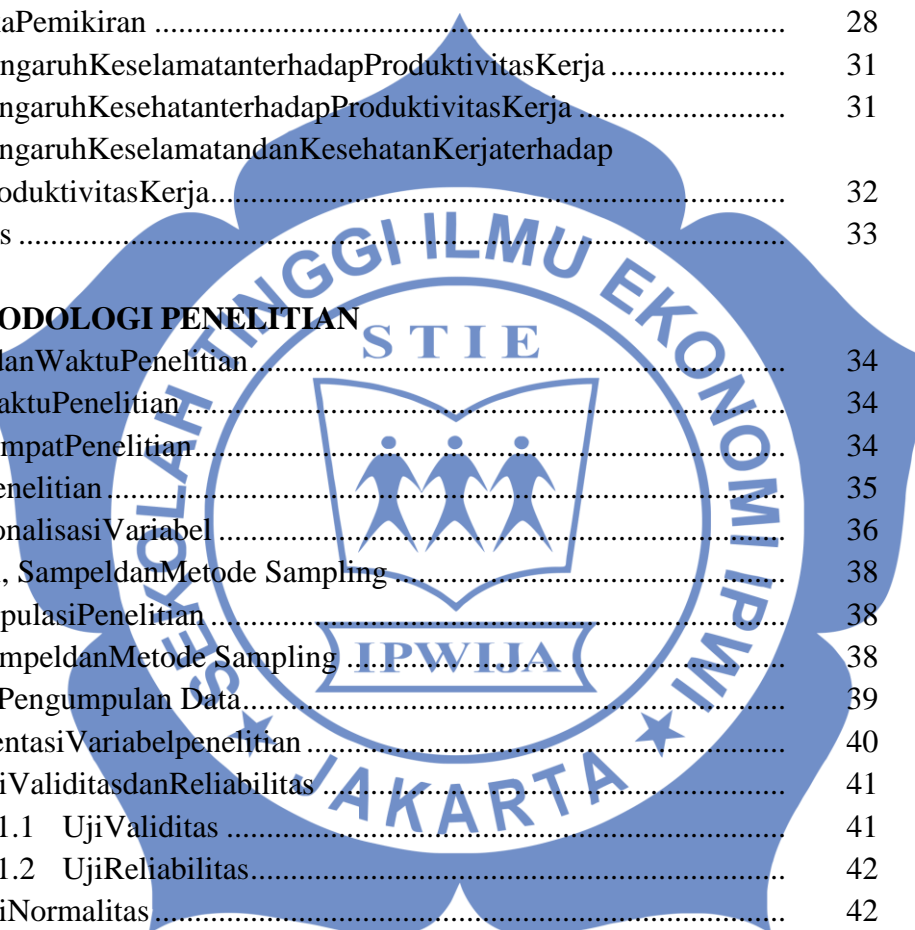 aPemikiran ................................................................................ 28
ngaruhKeselamatanterhadapProduktivitasKerja ...................... 31
ngaruhKesehatanterhadapProduktivitasKerja .......................... 31
ngaruhKeselamatandanKesehatanKerjaterhadap
oduktivitasKerja......................................................................... 32
s ................................................................................................. 33
ODOLOGI PENELITIAN
danWaktuPenelitian.................................................................... 34
aktuPenelitian ............................................................................. 34
mpatPenelitian........................................................................... 34
enelitian ...................................................................................... 35
onalisasiVariabel ........................................................................ 36
, SampeldanMetode Sampling .................................................. 38
pulasiPenelitian ......................................................................... 38
mpeldanMetode Sampling ........................................................ 38
Pengumpulan Data..................................................................... 39
entasiVariabelpenelitian ............................................................. 40
iValiditasdanReliabilitas ........................................................... 41
1.1 UjiValiditas ....................................................................... 41
1.2 UjiReliabilitas.................................................................... 42
iNormalitas ................................................................................ 42
SEKOLAH TINGGI ILMU EKONOMI IPWI
STIE
IPWIJA
★ JAKARTA ★